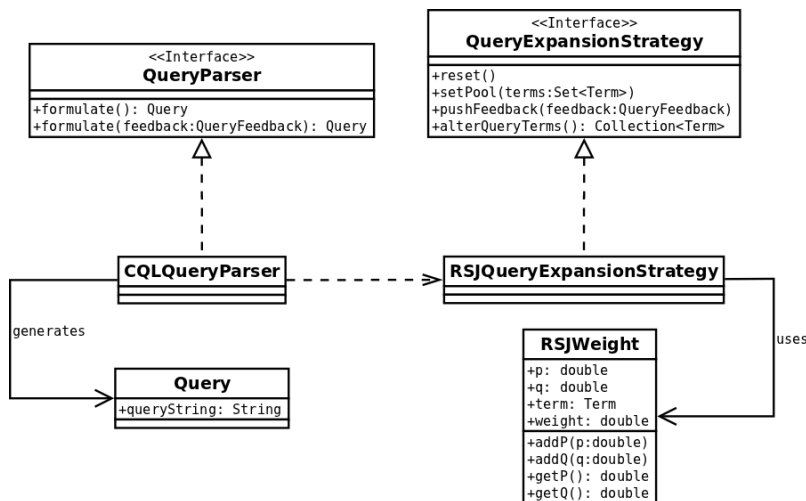 <<Interface>>
QueryParser
+formulate(): Query
+formulate(feedback:QueryFeedback): Query
<<Interface>>
QueryExpansionStrategy
+reset()
+setPool(terms:Set<Term>)
+pushFeedback(feedback:QueryFeedback)
+alterQueryTerms(): Collection<Term>
CQLQueryParser
RSJQueryExpansionStrategy
generates
uses
Query
+queryString: String
RSJWeight
+p: double
+q: double
+term: Term
+weight: double
+addP(p:double)
+addQ(q:double)
+getP(): double
+getQ(): double